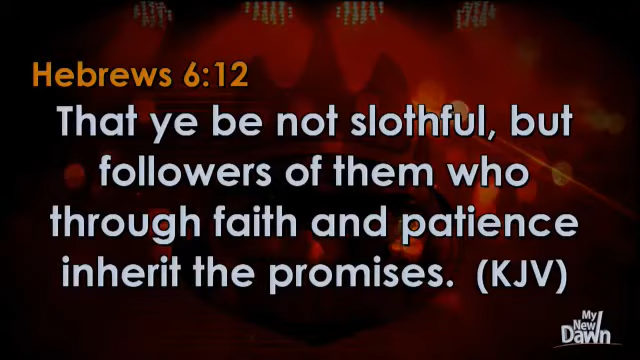 Hebrews 6:12
That ye be not slothful, but
followers of them who
through faith and patience
inherit the promises. (KJV)
My
New
Dawn